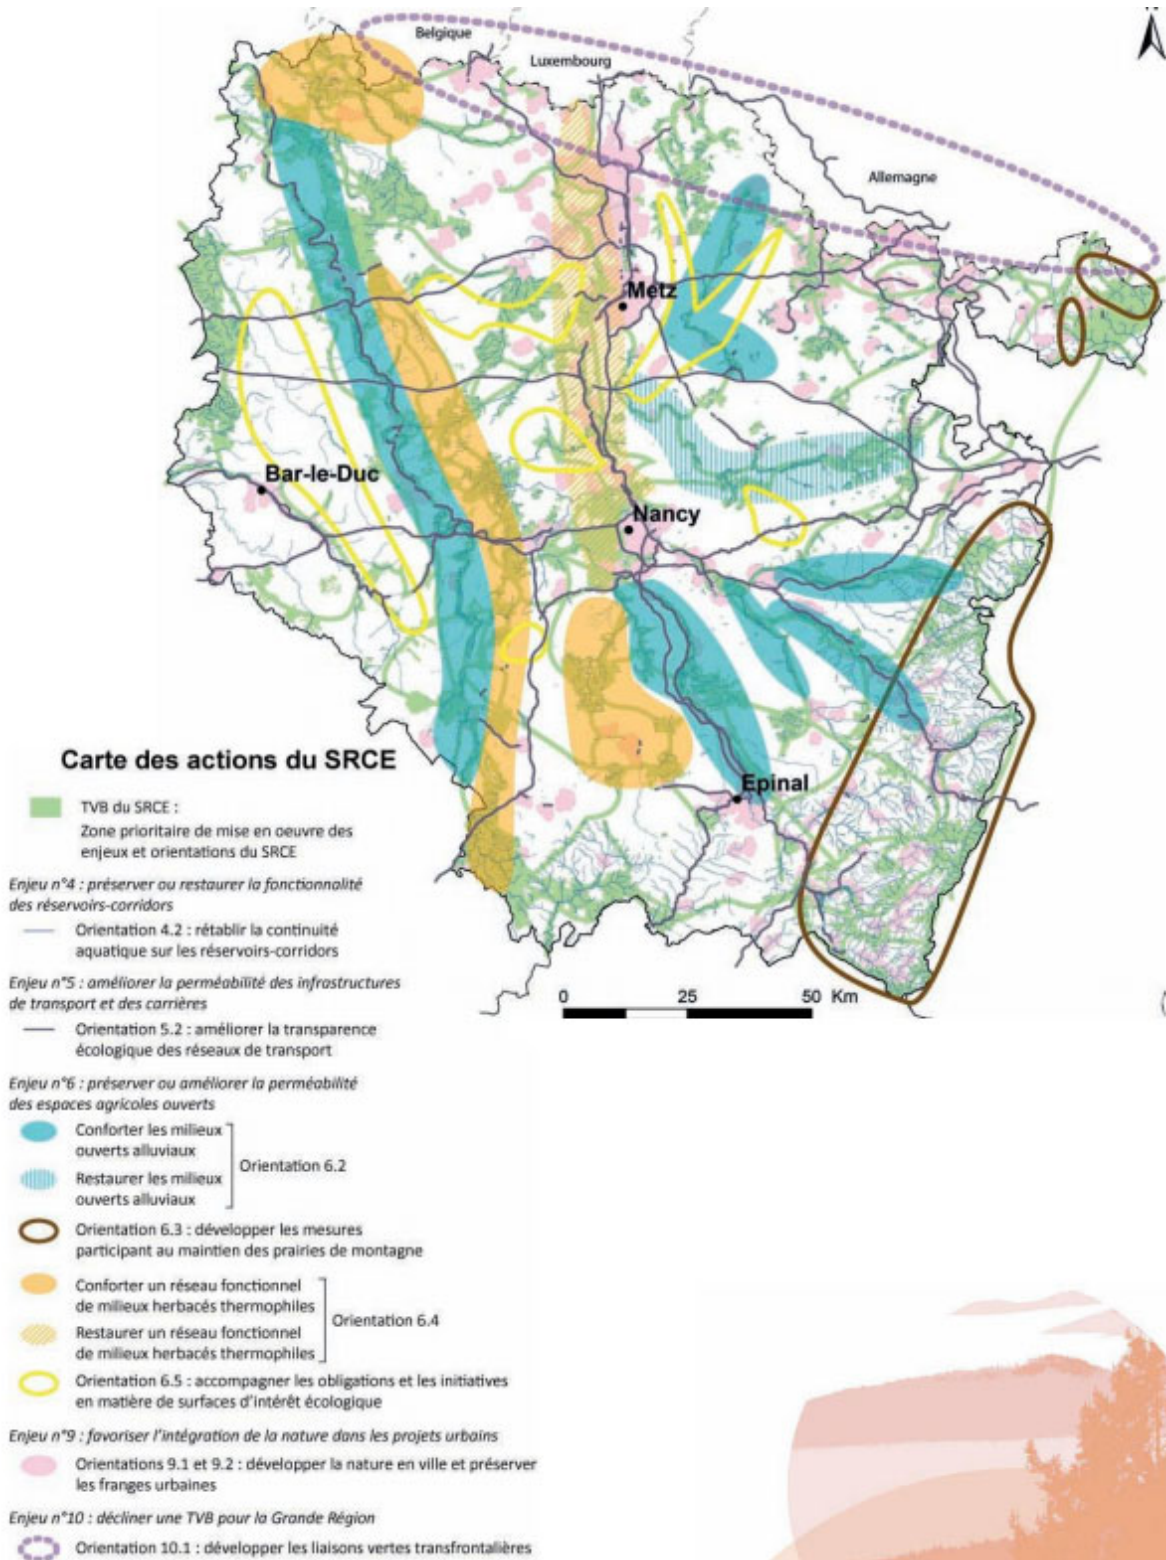 Belgique
Luxembourg
Allemagne
Metz
Bar-le-Duc
Nancy
Epinal
Carte des actions du SRCE
0 25 50 Km
TVB du SRCE :
Zone prioritaire de mise en oeuvre des
enjeux et orientations du SRCE
Enjeu n°4 : préserver ou restaurer la fonctionnalité
des réservoirs-corridors
Orientation 4.2 : rétablir la continuité
aquatique sur les réservoirs-corridors
Enjeu n°5 : améliorer la perméabilité des infrastructures
de transport et des carrières
Orientation 5.2 : améliorer la transparence
écologique des réseaux de transport
Enjeu n°6 : préserver ou améliorer la perméabilité
des espaces agricoles ouverts
Conforter les milieux
ouverts alluviaux
Orientation 6.2
Restaurer les milieux
ouverts alluviaux
Orientation 6.3 : développer les mesures
participant au maintien des prairies de montagne
Conforter un réseau fonctionnel
de milieux herbacés thermophiles
Orientation 6.4
Restaurer un réseau fonctionnel
de milieux herbacés thermophiles
Orientation 6.5 : accompagner les obligations et les initiatives
en matière de surfaces d'intérêt écologique
Enjeu n°9 : favoriser l'intégration de la nature dans les projets urbains
Orientations 9.1 et 9.2 : développer la nature en ville et préserver
les franges urbaines
Enjeu n°10 : décliner une TVB pour la Grande Région
Orientation 10.1 : développer les liaisons vertes transfrontalières